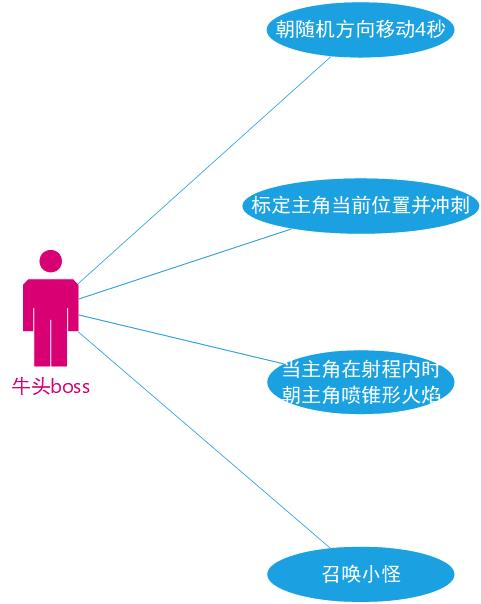 朝随机方向移动4秒
标定主角当前位置并冲刺
牛头boss
当主角在射程内时
朝主角喷锥形火焰
召唤小怪